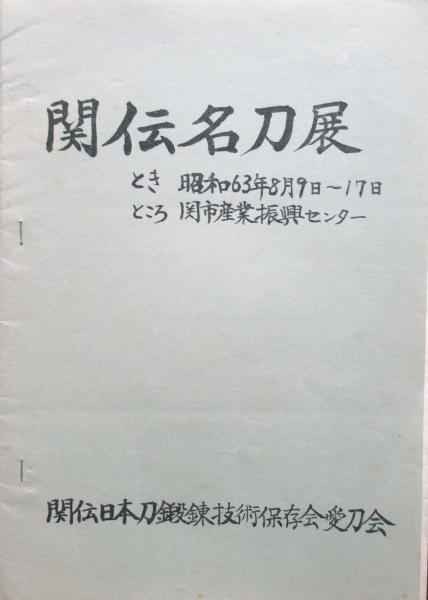 関伝名刀展
とき 昭和63年8月9日~17日
ところ 関市産業振興センター
関伝日本刀鍛錬技術保存会愛刀会